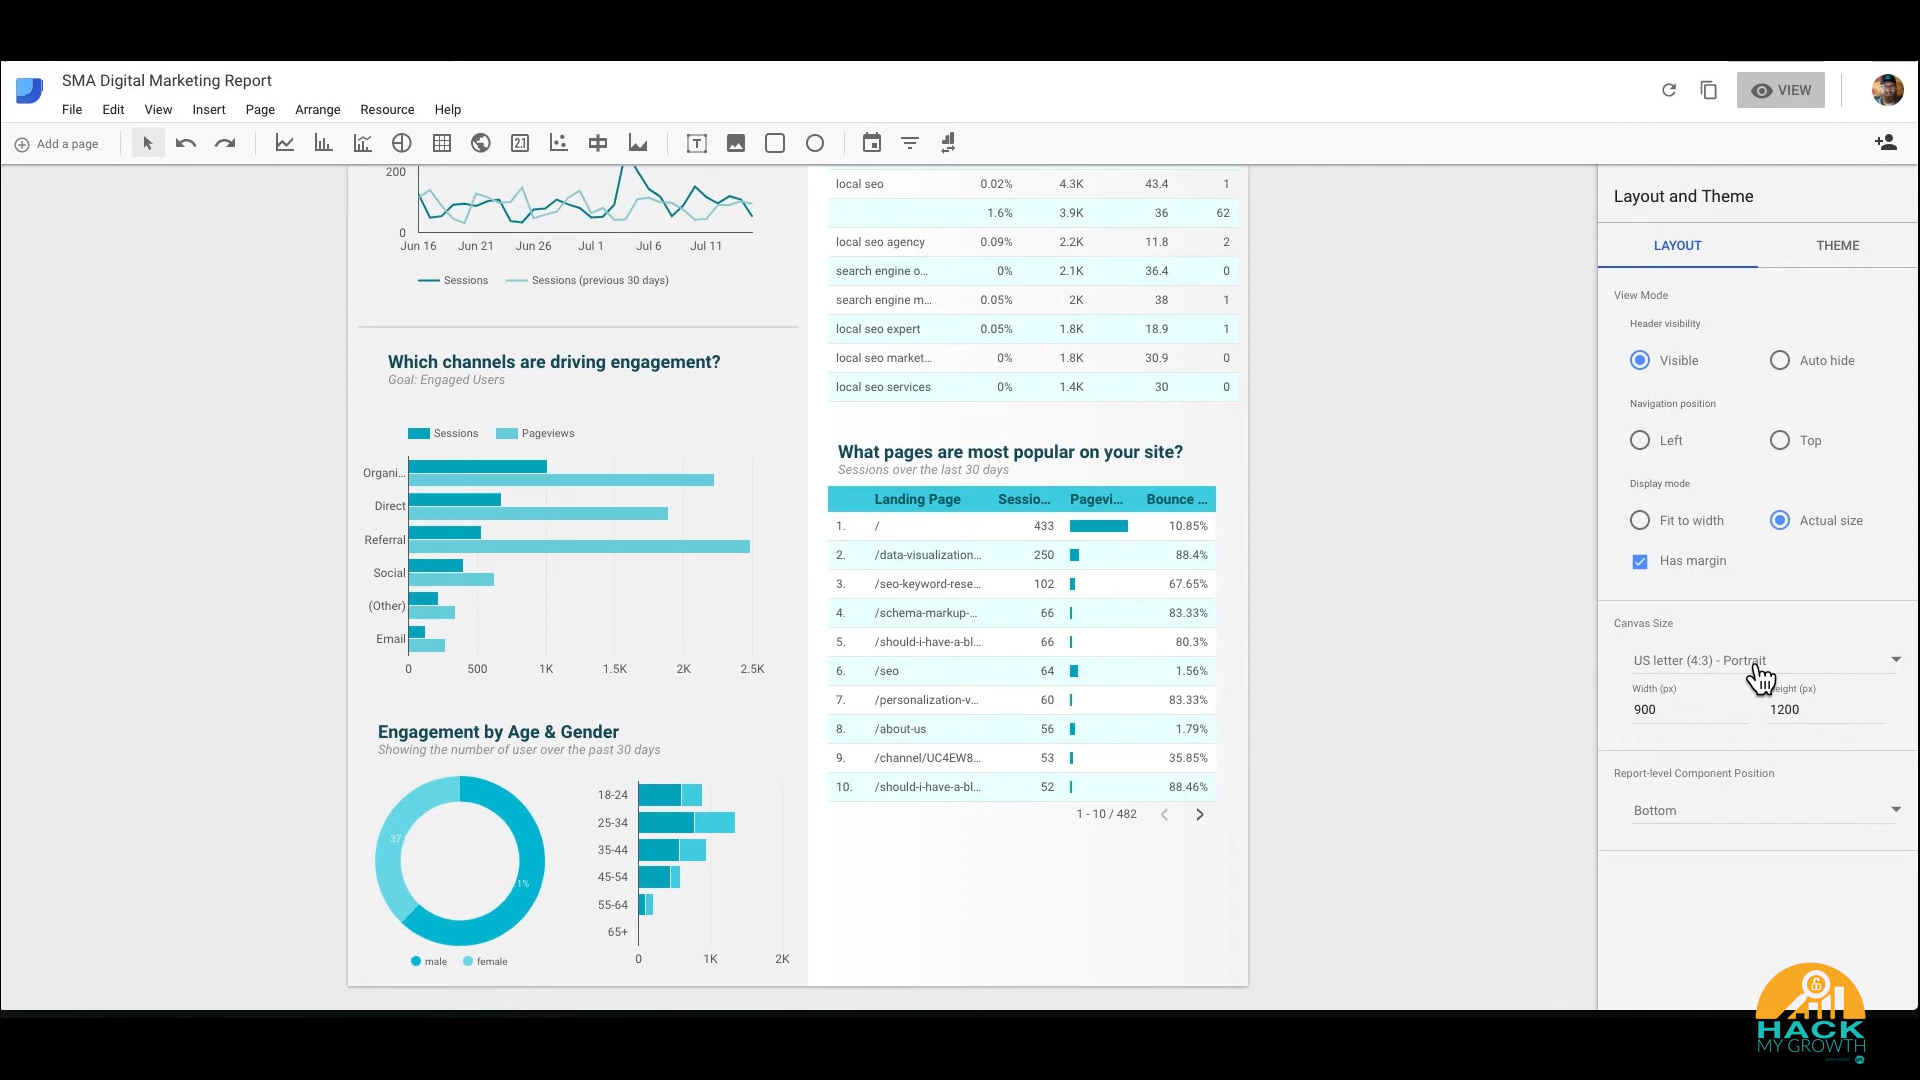 SMA Digital Marketing Report
File Edit View Insert Page Arrange Resource Help
VIEW
Add a page
200
0
Jun 16 Jun 21 Jun 26 Jul 1 Jul 6 Jul 11
Sessions Sessions (previous 30 days)
Which channels are driving engagement?
Goal: Engaged Users
Sessions Pageviews
Organi...
Direct
Referral
Social
(Other)
Email
0 500 1K 1.5K 2K 2.5K
Engagement by Age & Gender
Showing the number of user over the past 30 days
37
.1%
male female
18-24
25-34
35-44
45-54
55-64
65+
0 1K 2K
local seo 0.02% 4.3K 43.4 1
1.6% 3.9K 36 62
local seo agency 0.09% 2.2K 11.8 2
search engine o... 0% 2.1K 36.4 0
search engine m... 0.05% 2K 38 1
local seo expert 0.05% 1.8K 18.9 1
local seo market... 0% 1.8K 30.9 0
local seo services 0% 1.4K 30 0
What pages are most popular on your site?
Sessions over the last 30 days
Landing Page Sessio... Pagevi... Bounce ...
1. / 433 10.85%
2. /data-visualization... 250 88.4%
3. /seo-keyword-rese... 102 67.65%
4. /schema-markup-... 66 83.33%
5. /should-i-have-a-bl... 66 80.3%
6. /seo 64 1.56%
7. /personalization-v... 60 83.33%
8. /about-us 56 1.79%
9. /channel/UC4EW8... 53 35.85%
10. /should-i-have-a-bl... 52 88.46%
1 - 10 / 482
Layout and Theme
LAYOUT THEME
View Mode
Header visibility
Visible Auto hide
Navigation position
Left Top
Display mode
Fit to width Actual size
Has margin
Canvas Size
US letter (4:3) - Portrait
Width (px) eight (px)
900 1200
Report-level Component Position
Bottom
HACK
MY GROWTH